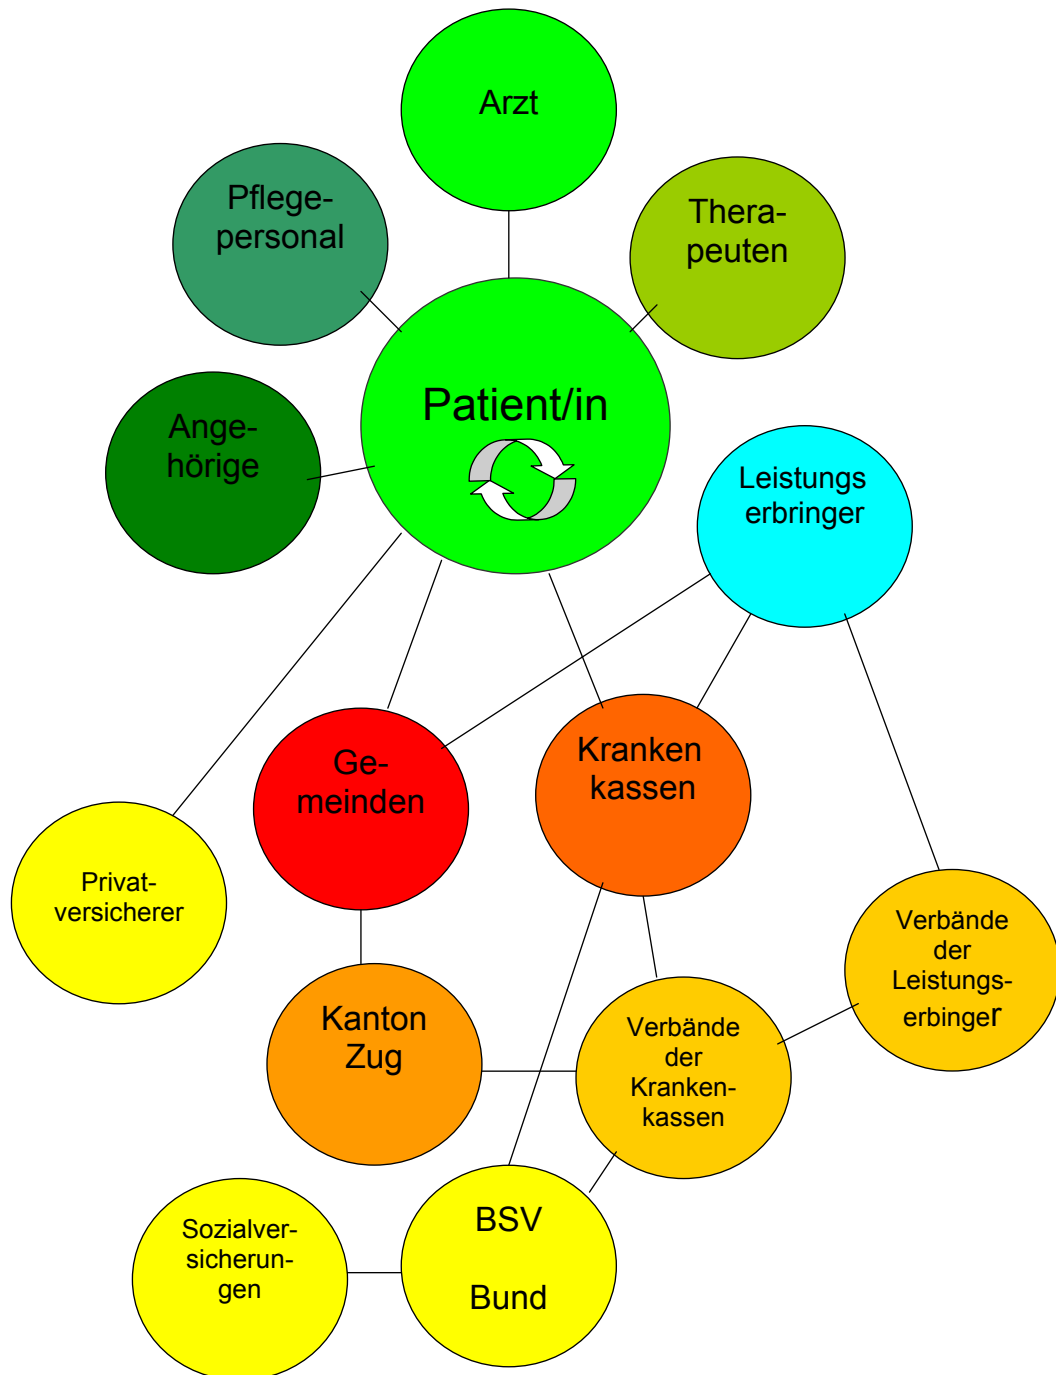 Arzt
Pflege-
personal
Thera-
peuten
Patient/in
Ange-
hörige
Leistungs
erbringer
Ge-
meinden
Kranken
kassen
Privat-
versicherer
Verbände
der
Leistungs-
erbinger
Kanton
Zug
Verbände
der
Kranken-
kassen
Sozialver-
sicherun-
gen
BSV
Bund